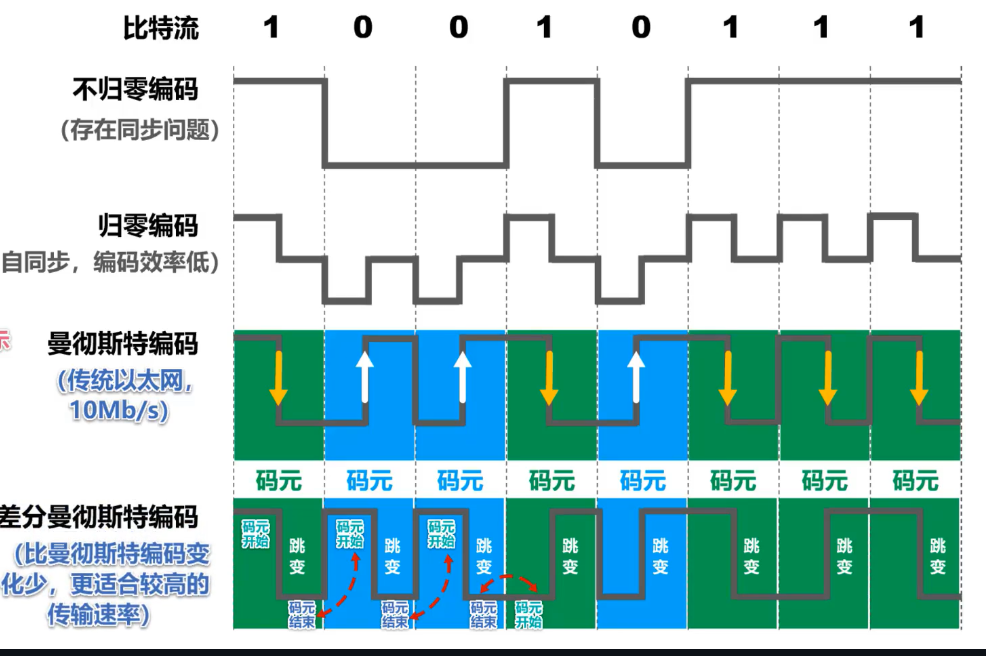 比特流 1 0 0 1 0 1 1 1
不归零编码
(存在同步问题)
归零编码
自同步，编码效率低)
示
曼彻斯特编码
(传统以太网，
10Mb/s)
码元 码元 码元 码元 码元 码元 码元 码元
差分曼彻斯特编码
(比曼彻斯特编码变
化少，更适合较高的
传输速率)
码元
开始
跳
变
码元
结束
码元
开始
跳
变
码元
结束
码元
开始
跳
变
码元
结束
码元
开始
跳
变
跳
变
跳
变
跳
变
跳
变